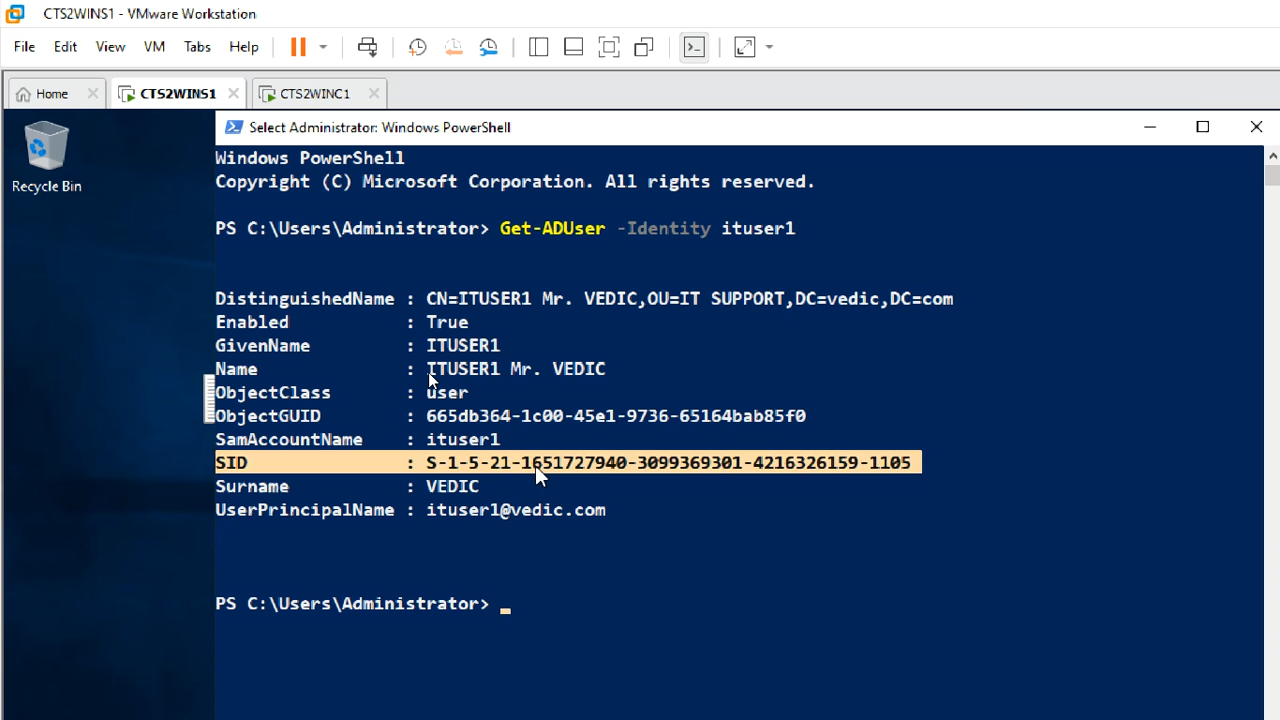 CTS2WINS1 - VMware Workstation
File Edit View VM Tabs Help
Home CTS2WINS1 CTS2WINC1
Recycle Bin
Select Administrator: Windows PowerShell
Windows PowerShell
Copyright (C) Microsoft Corporation. All rights reserved.
PS C:\Users\Administrator> Get-ADUser -Identity ituser1
DistinguishedName : CN=ITUSER1 Mr. VEDIC,OU=IT SUPPORT,DC=vedic,DC=com
Enabled : True
GivenName : ITUSER1
Name : ITUSER1 Mr. VEDIC
ObjectClass : user
ObjectGUID : 665db364-1c00-45e1-9736-65164bab85f0
SamAccountName : ituser1
SID : S-1-5-21-1651727940-3099369301-4216326159-1105
Surname : VEDIC
UserPrincipalName : ituser1@vedic.com
PS C:\Users\Administrator>